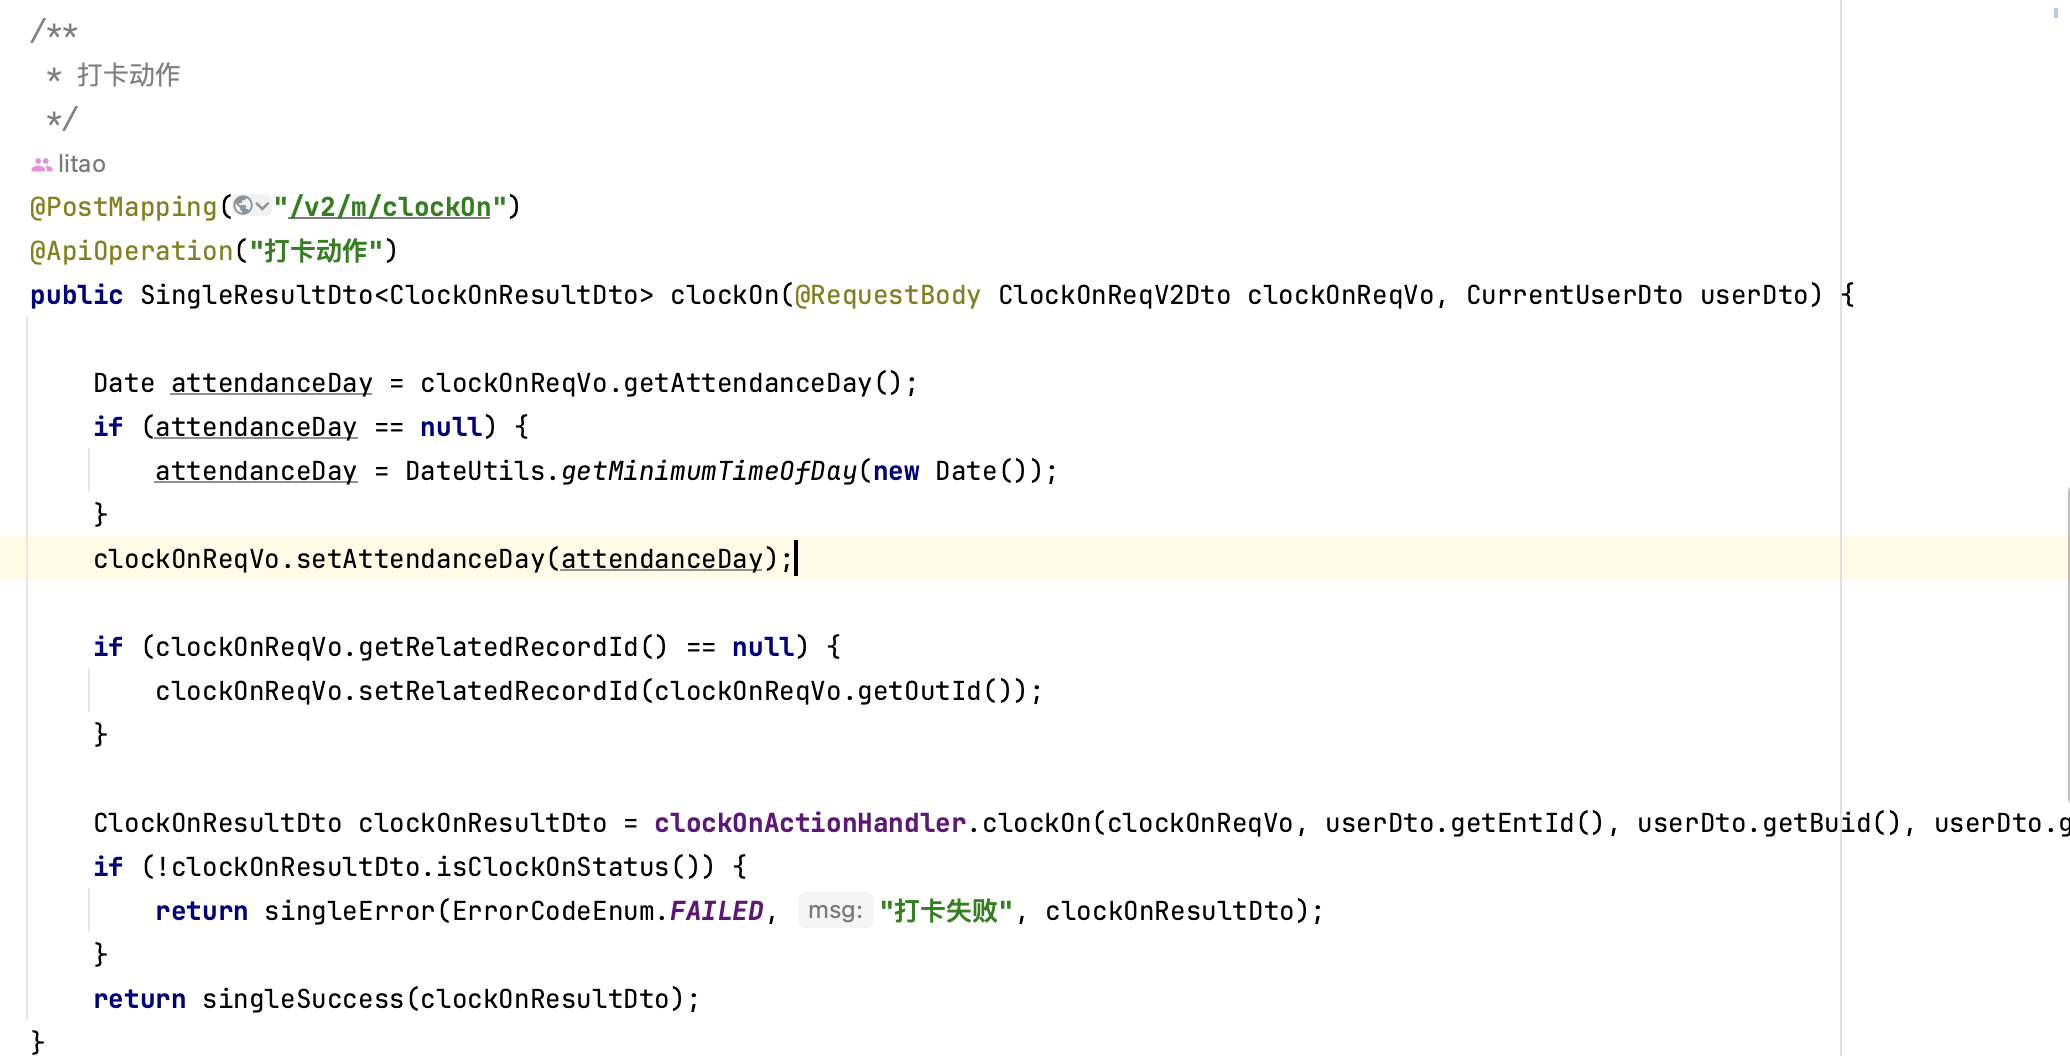 /**
 * 打卡动作
 */
litao
@PostMapping("/v2/m/clockOn")
@ApiOperation("打卡动作")
public SingleResultDto<ClockOnResultDto> clockOn(@RequestBody ClockOnReqV2Dto clockOnReqVo, CurrentUserDto userDto) {
    Date attendanceDay = clockOnReqVo.getAttendanceDay();
    if (attendanceDay == null) {
        attendanceDay = DateUtils.getMinimumTimeOfDay(new Date());
    }
    clockOnReqVo.setAttendanceDay(attendanceDay);
    if (clockOnReqVo.getRelatedRecordId() == null) {
        clockOnReqVo.setRelatedRecordId(clockOnReqVo.getOutId());
    }
    ClockOnResultDto clockOnResultDto = clockOnActionHandler.clockOn(clockOnReqVo, userDto.getEntId(), userDto.getBuid(), userDto.g
    if (!clockOnResultDto.isClockOnStatus()) {
        return singleError(ErrorCodeEnum.FAILED, msg: "打卡失败", clockOnResultDto);
    }
    return singleSuccess(clockOnResultDto);
}